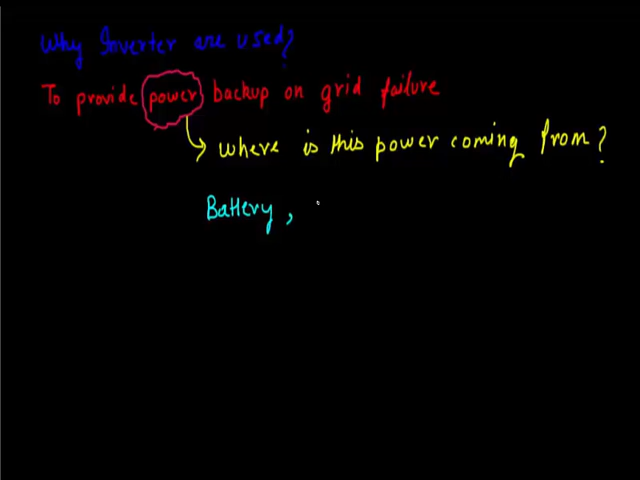 Why Inverter are used?
To provide power backup on grid failure
where is this power coming from?
Battery,